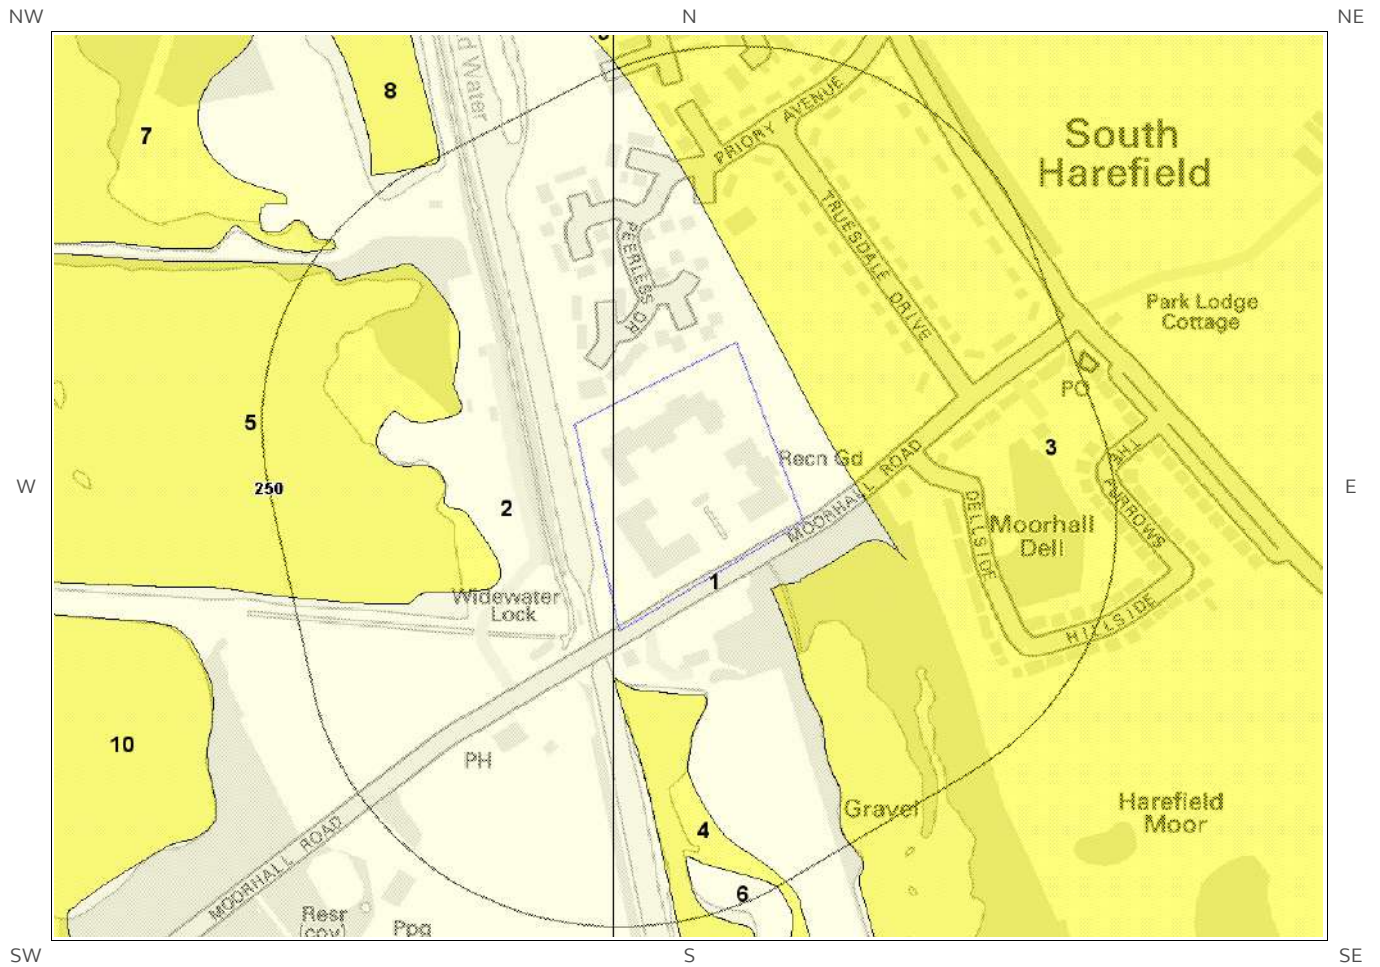 NW
N
NE
8
d Water
7
PRIORY AVENUE
South
Harefield
TRUESDALE DRIVE
PEERLESS DR
Park Lodge
Cottage
PO
5
3
Recn Gd
MOORHALL ROAD
W
250
2
E
DELLSIDE
Moorhall
Dell
FURROWS
1
Widewater
Lock
HILLSIDE
10
PH
Gravel
Harefield
Moor
4
6
MOORHALL ROAD
Resr
(cov)
Ppg
SW
S
SE